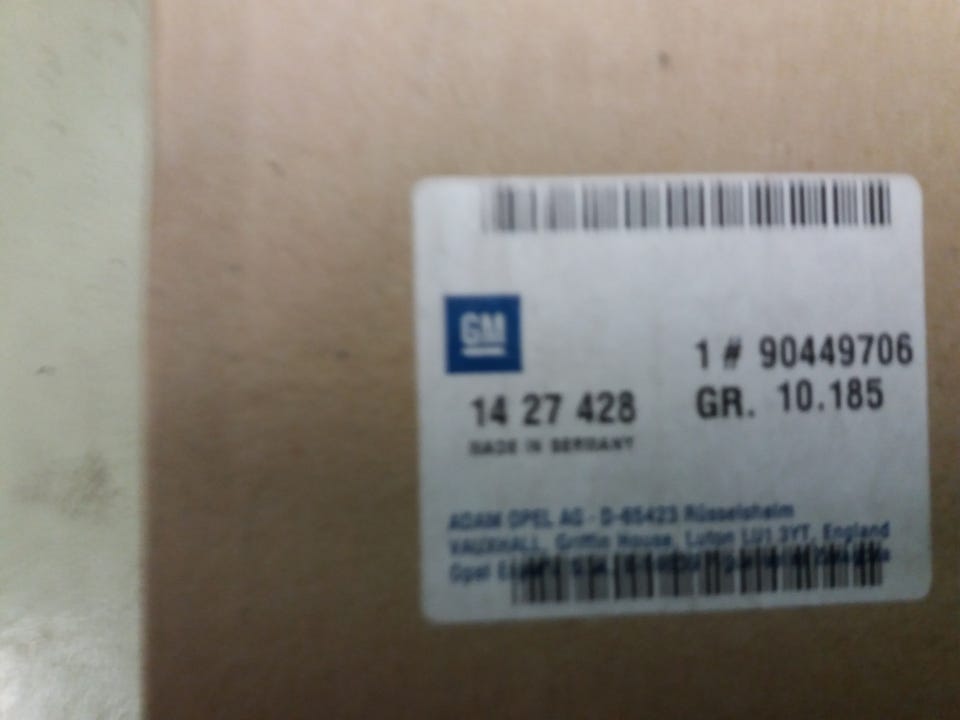 GM
1 # 90449706
14 27 428
GR. 10.185
MADE IN GERMANY
ADAM OPEL AG - D-65423 Rüsselsheim
VAUXHALL, Griffin House, Luton LU1 3YT, England
Opel